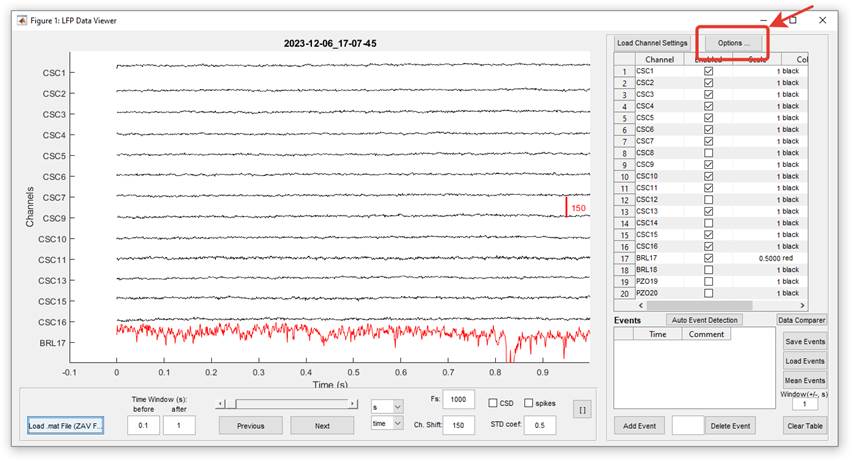 Figure 1: LFP Data Viewer
2023-12-06_17-07-45
Channels
CSC1
CSC2
CSC3
CSC4
CSC5
CSC6
CSC7
CSC9
CSC10
CSC11
CSC13
CSC15
CSC16
BRL17
150
-0.1 0 0.1 0.2 0.3 0.4 0.5 0.6 0.7 0.8 0.9
Time (s)
Load .mat File (ZAV F...
Time Window (s):
before after
0.1 1
Previous Next
s
time
Fs: 1000
Ch. Shift: 150
CSD spikes
STD coef: 0.5
[ ]
Load Channel Settings Options ...
Channel Enabled Scale Col
1 CSC1 1 black
2 CSC2 1 black
3 CSC3 1 black
4 CSC4 1 black
5 CSC5 1 black
6 CSC6 1 black
7 CSC7 1 black
8 CSC8 1 black
9 CSC9 1 black
10 CSC10 1 black
11 CSC11 1 black
12 CSC12 1 black
13 CSC13 1 black
14 CSC14 1 black
15 CSC15 1 black
16 CSC16 1 black
17 BRL17 0.5000 red
18 BRL18 1 black
19 PZO19 1 black
20 PZO20 1 black
Events Auto Event Detection Data Comparer
Time Comment
Save Events
Load Events
Mean Events
Window(+/-, s)
1
Add Event Delete Event Clear Table